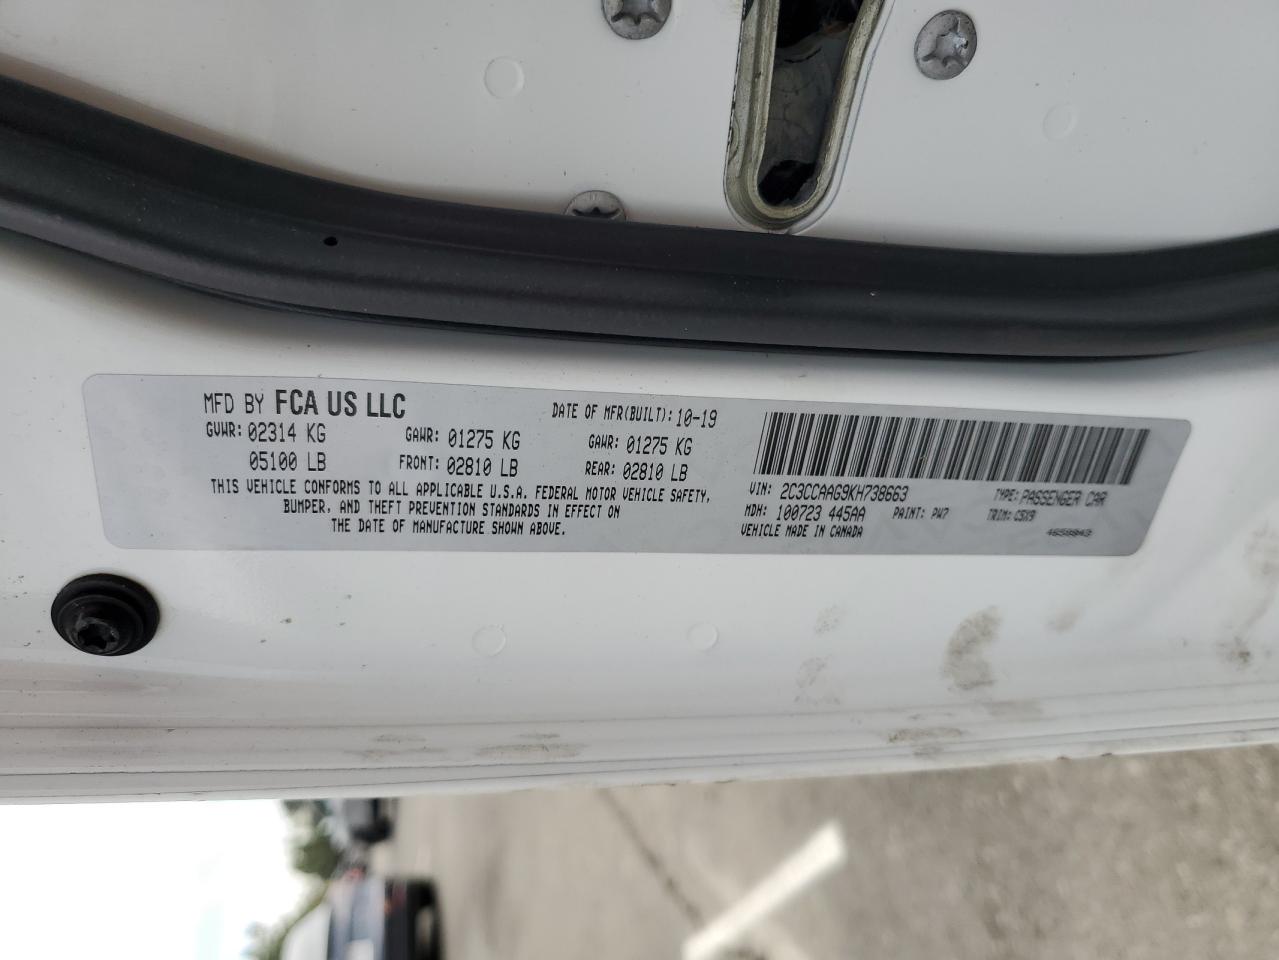 MFD BY FCA US LLC
DATE OF MFR(BUILT): 10-19
GVWR: 02314 KG GAWR: 01275 KG GAWR: 01275 KG
05100 LB FRONT: 02810 LB REAR: 02810 LB
THIS VEHICLE CONFORMS TO ALL APPLICABLE U.S.A. FEDERAL MOTOR VEHICLE SAFETY,
BUMPER, AND THEFT PREVENTION STANDARDS IN EFFECT ON
THE DATE OF MANUFACTURE SHOWN ABOVE.
VIN: 2C3CCAAG9KH738663 TYPE: PASSENGER CAR
MDH: 100723 445AA PAINT: PW7 TRIM: C5X9
VEHICLE MADE IN CANADA